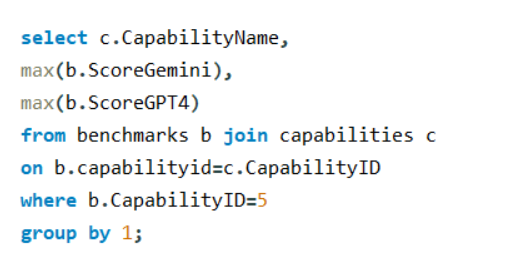 select c.CapabilityName,
max(b.ScoreGemini),
max(b.ScoreGPT4)
from benchmarks b join capabilities c
on b.capabilityid=c.CapabilityID
where b.CapabilityID=5
group by 1;